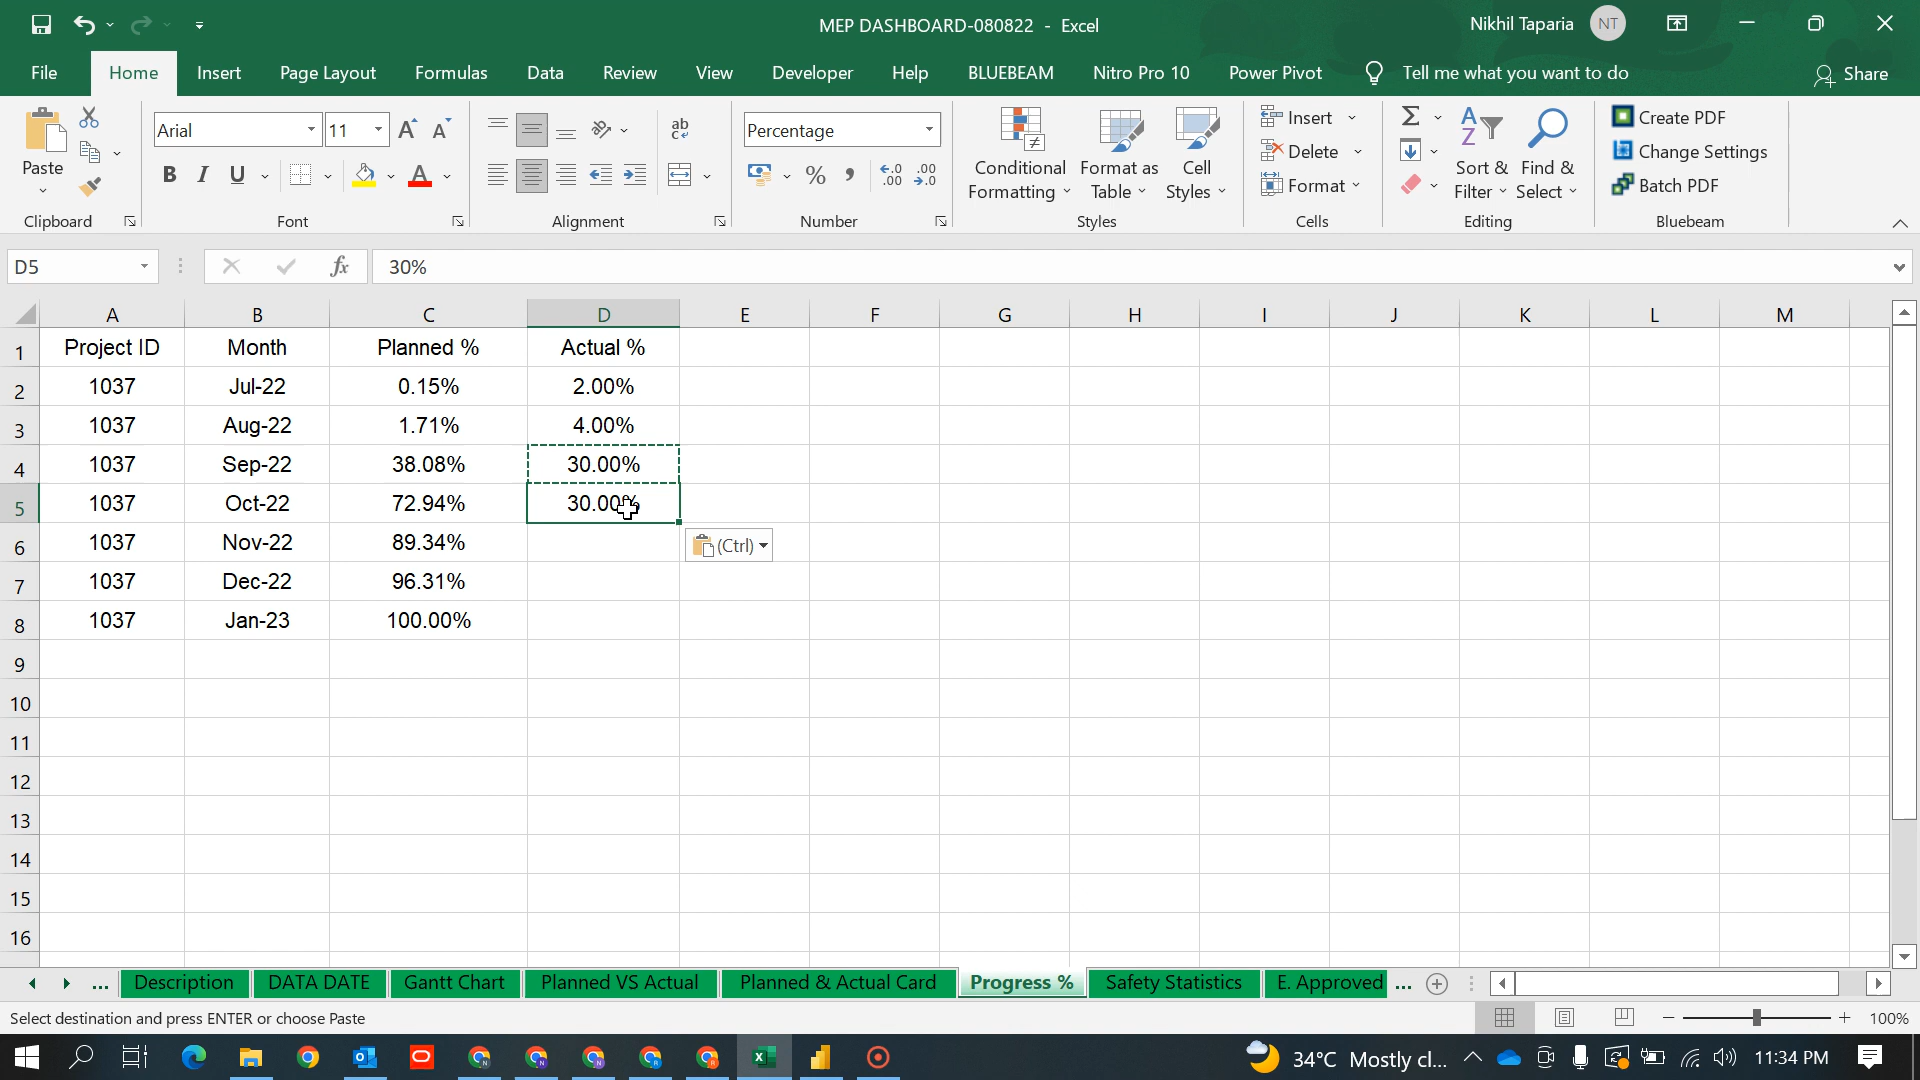 MEP DASHBOARD-080822 - Excel
Nikhil Taparia NT
File Home Insert Page Layout Formulas Data Review View Developer Help BLUEBEAM Nitro Pro 10 Power Pivot Tell me what you want to do Share
Paste
Clipboard
Arial 11
B I U A
Font
ab
Alignment
Percentage
% , .00
Number
Conditional Formatting
Format as Table
Cell Styles
Styles
Insert
Delete
Format
Cells
Sort & Filter
Find & Select
Editing
Create PDF
Change Settings
Batch PDF
Bluebeam
D5 fx 30%
A B C D E F G H I J K L M
1 Project ID Month Planned % Actual %
2 1037 Jul-22 0.15% 2.00%
3 1037 Aug-22 1.71% 4.00%
4 1037 Sep-22 38.08% 30.00%
5 1037 Oct-22 72.94% 30.00%
6 1037 Nov-22 89.34% (Ctrl)
7 1037 Dec-22 96.31%
8 1037 Jan-23 100.00%
9
10
11
12
13
14
15
16
... Description DATA DATE Gantt Chart Planned VS Actual Planned & Actual Card Progress % Safety Statistics E. Approved ...
Select destination and press ENTER or choose Paste 100%
34°C Mostly cl... 11:34 PM